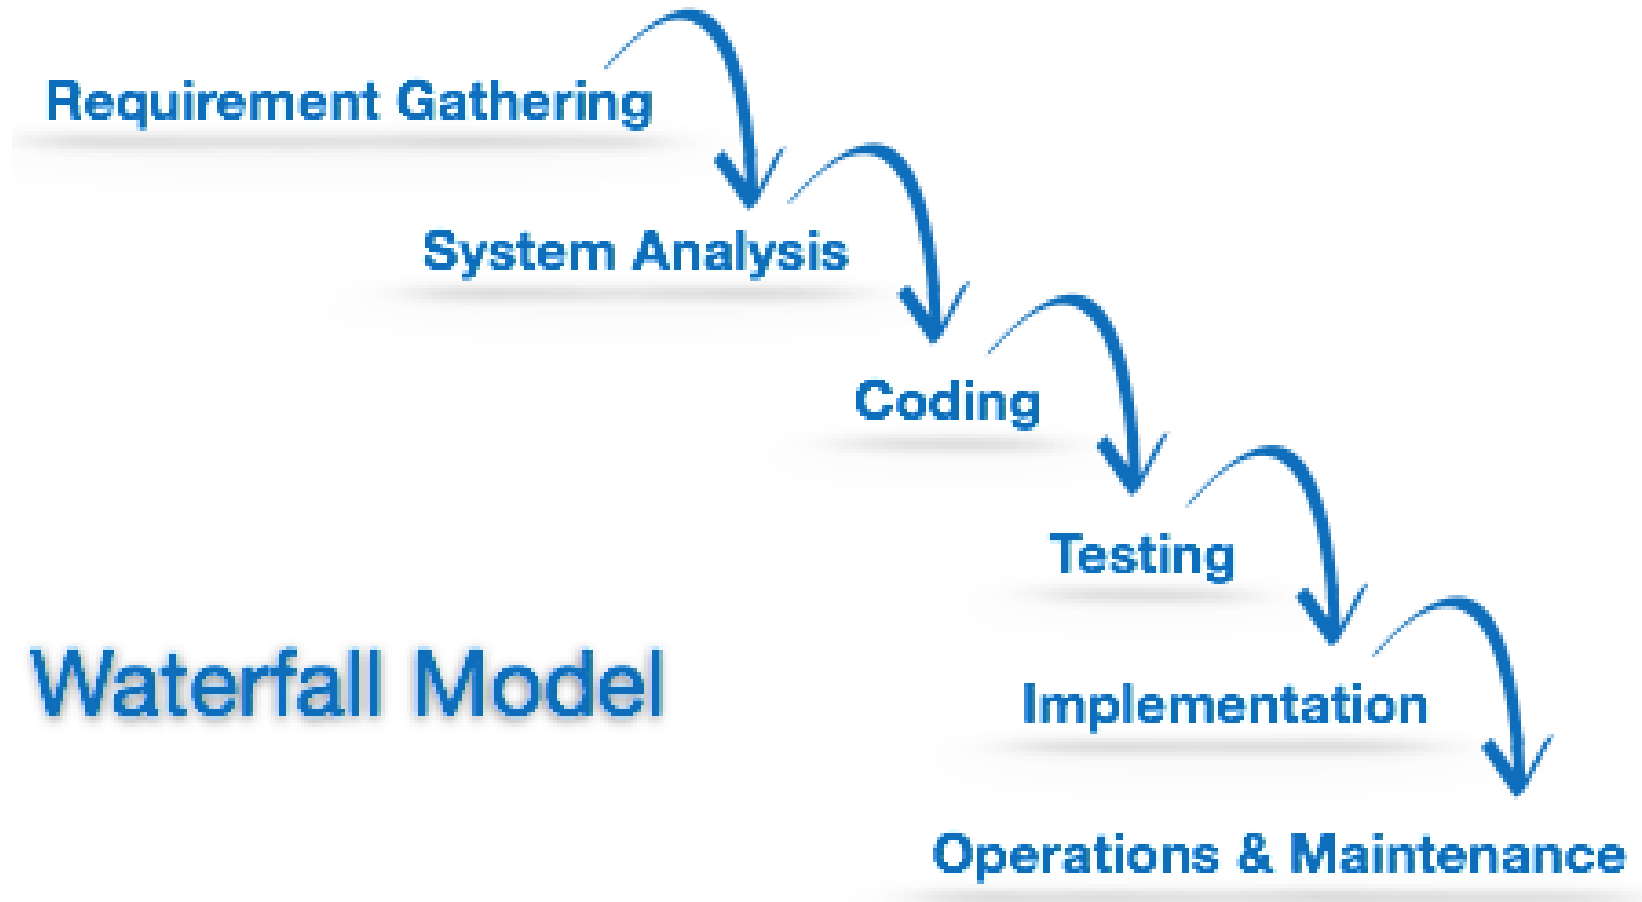 Requirement Gathering
System Analysis
Coding
Testing
Implementation
Waterfall Model
Operations & Maintenance